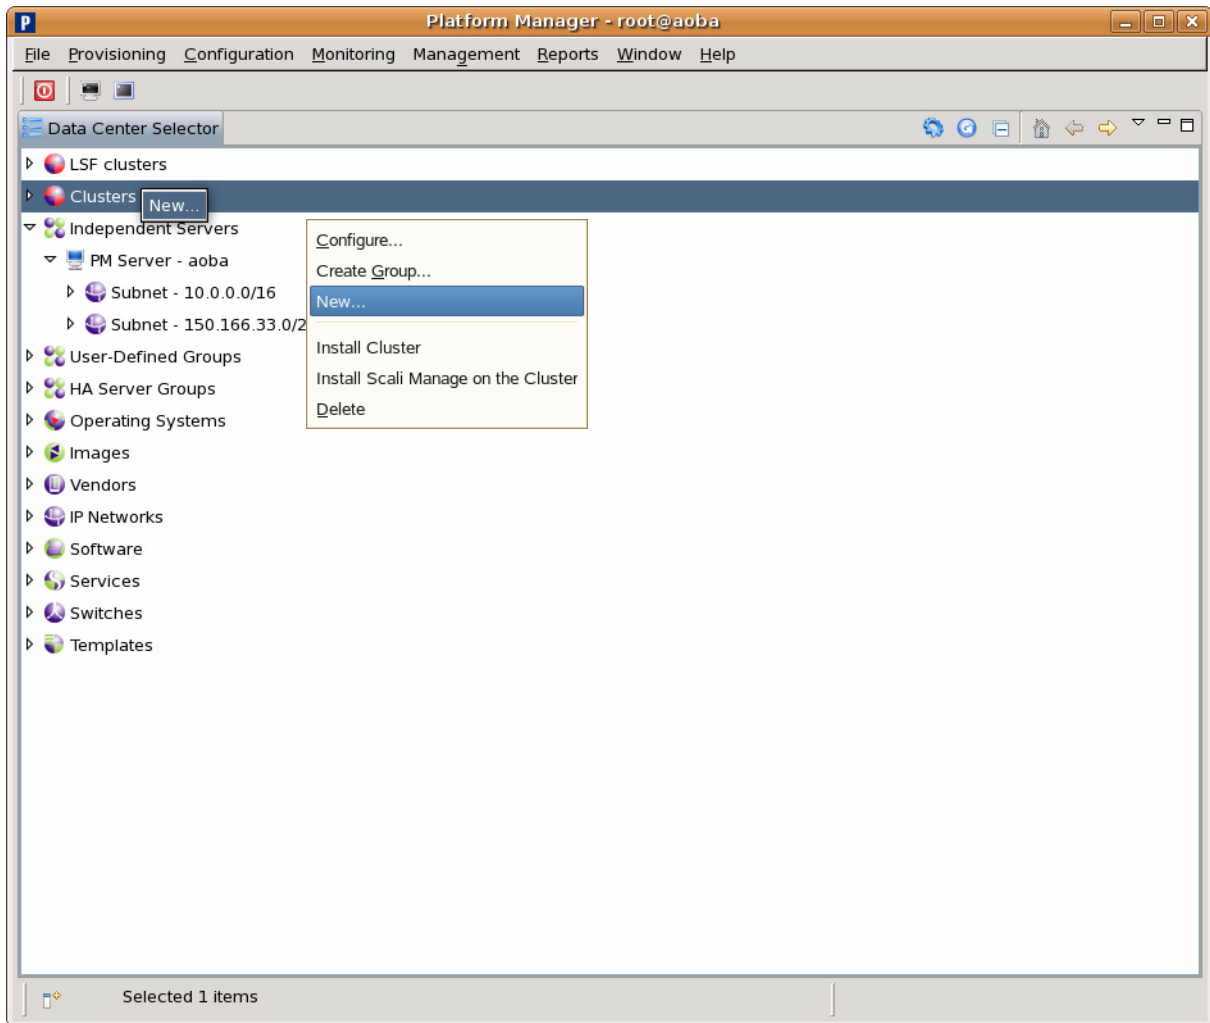 Platform Manager - root@aoba
File Provisioning Configuration Monitoring Management Reports Window Help
Data Center Selector
LSF clusters
Clusters
New...
Independent Servers
PM Server - aoba
Subnet - 10.0.0.0/16
Subnet - 150.166.33.0/2
User-Defined Groups
HA Server Groups
Operating Systems
Images
Vendors
IP Networks
Software
Services
Switches
Templates
Configure...
Create Group...
New...
Install Cluster
Install Scali Manage on the Cluster
Delete
Selected 1 items